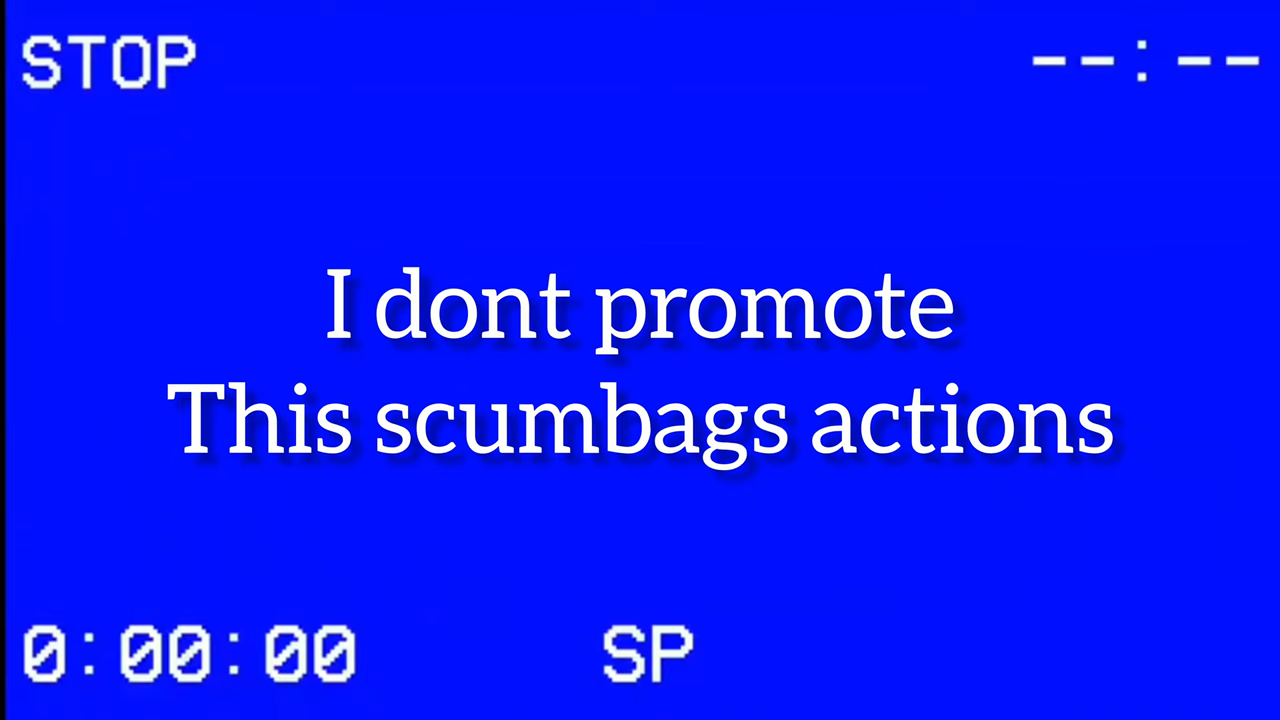 STOP --:--
I dont promote
This scumbags actions
0:00:00 SP